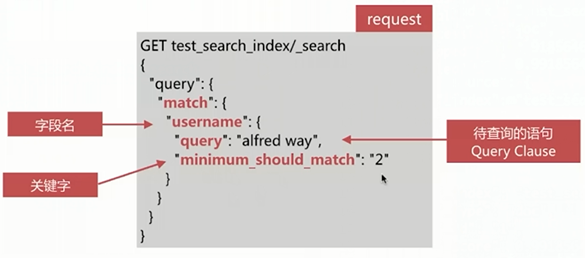 request
GET test_search_index/_search
{
"query": {
"match": {
"username": {
"query": "alfred way",
"minimum_should_match": "2"
}
}
}
}
字段名
关键字
待查询的语句
Query Clause